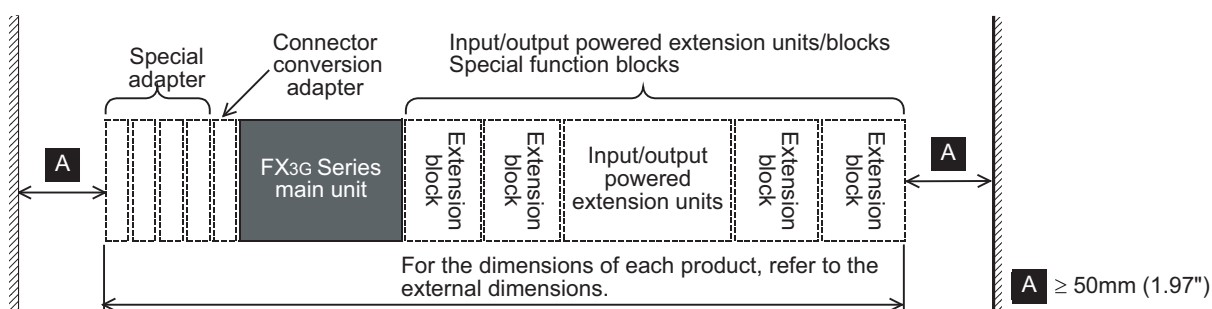 Special
adapter
Connector
conversion
adapter
Input/output powered extension units/blocks
Special function blocks
A
FX3G Series
main unit
Extension
block
Extension
block
Input/output
powered
extension units
Extension
block
Extension
block
A
For the dimensions of each product, refer to the
external dimensions.
A ≥ 50mm (1.97")